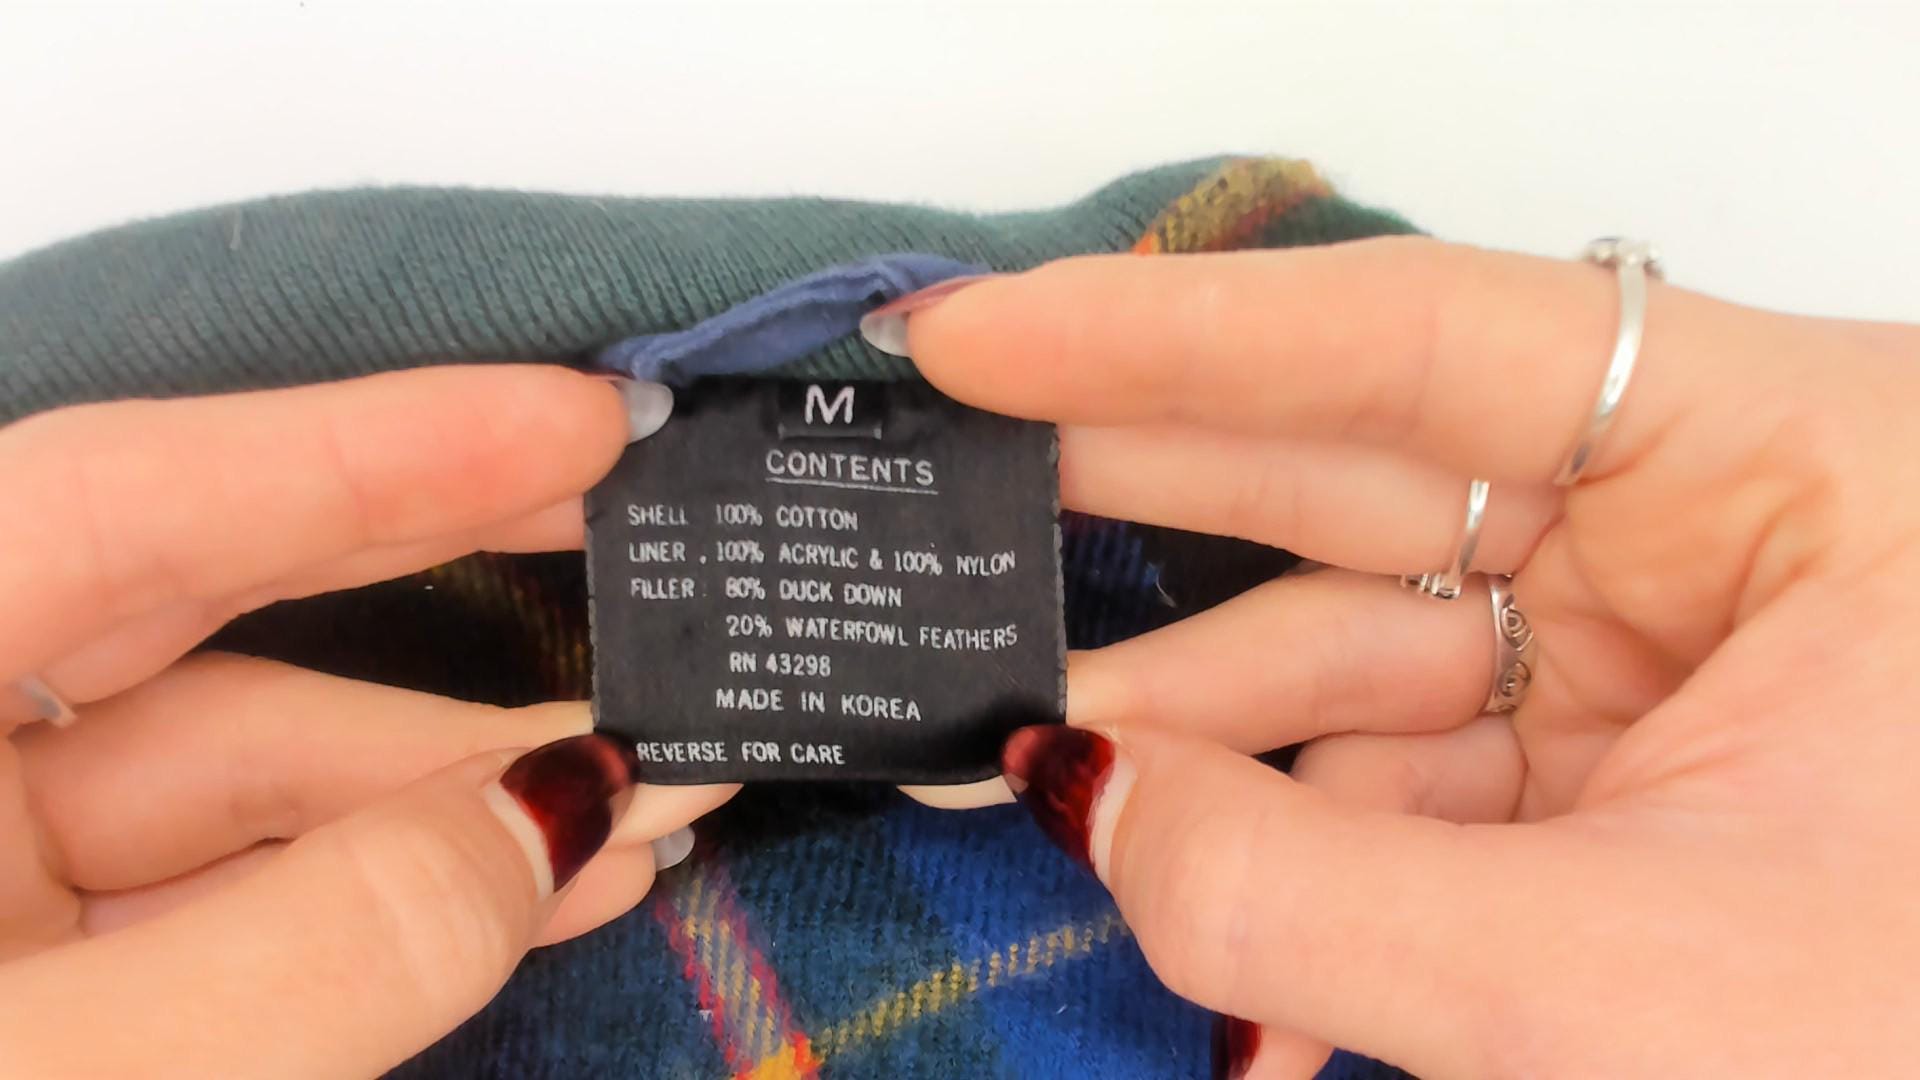 M
CONTENTS
SHELL 100% COTTON
LINER . 100% ACRYLIC & 100% NYLON
FILLER : 80% DUCK DOWN
20% WATERFOWL FEATHERS
RN 43298
MADE IN KOREA
REVERSE FOR CARE